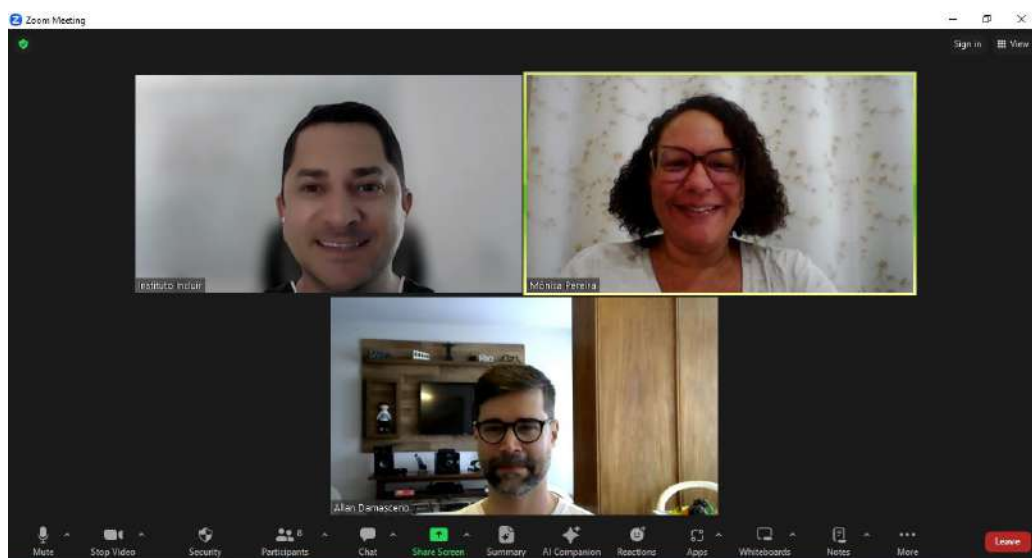 Zoom Meeting
Sign in
View
Instituto Incluir
Mônica Pereira
Allan Damasceno
8
Mute
Stop Video
Security
Participants
Chat
Share Screen
Summary
AI Companion
Reactions
Apps
Whiteboards
Notes
More
Leave